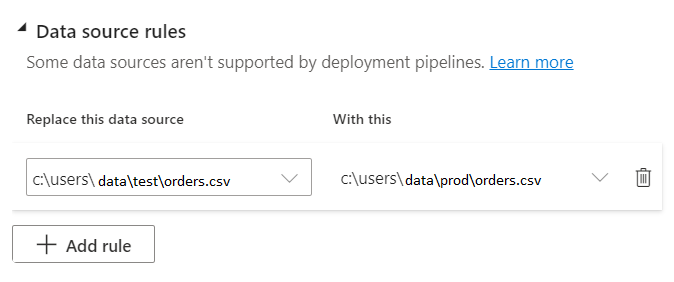 Data source rules
Some data sources aren't supported by deployment pipelines. Learn more
Replace this data source With this
c:\users\ data\test\orders.csv c:\users\data\prod\orders.csv
Add rule